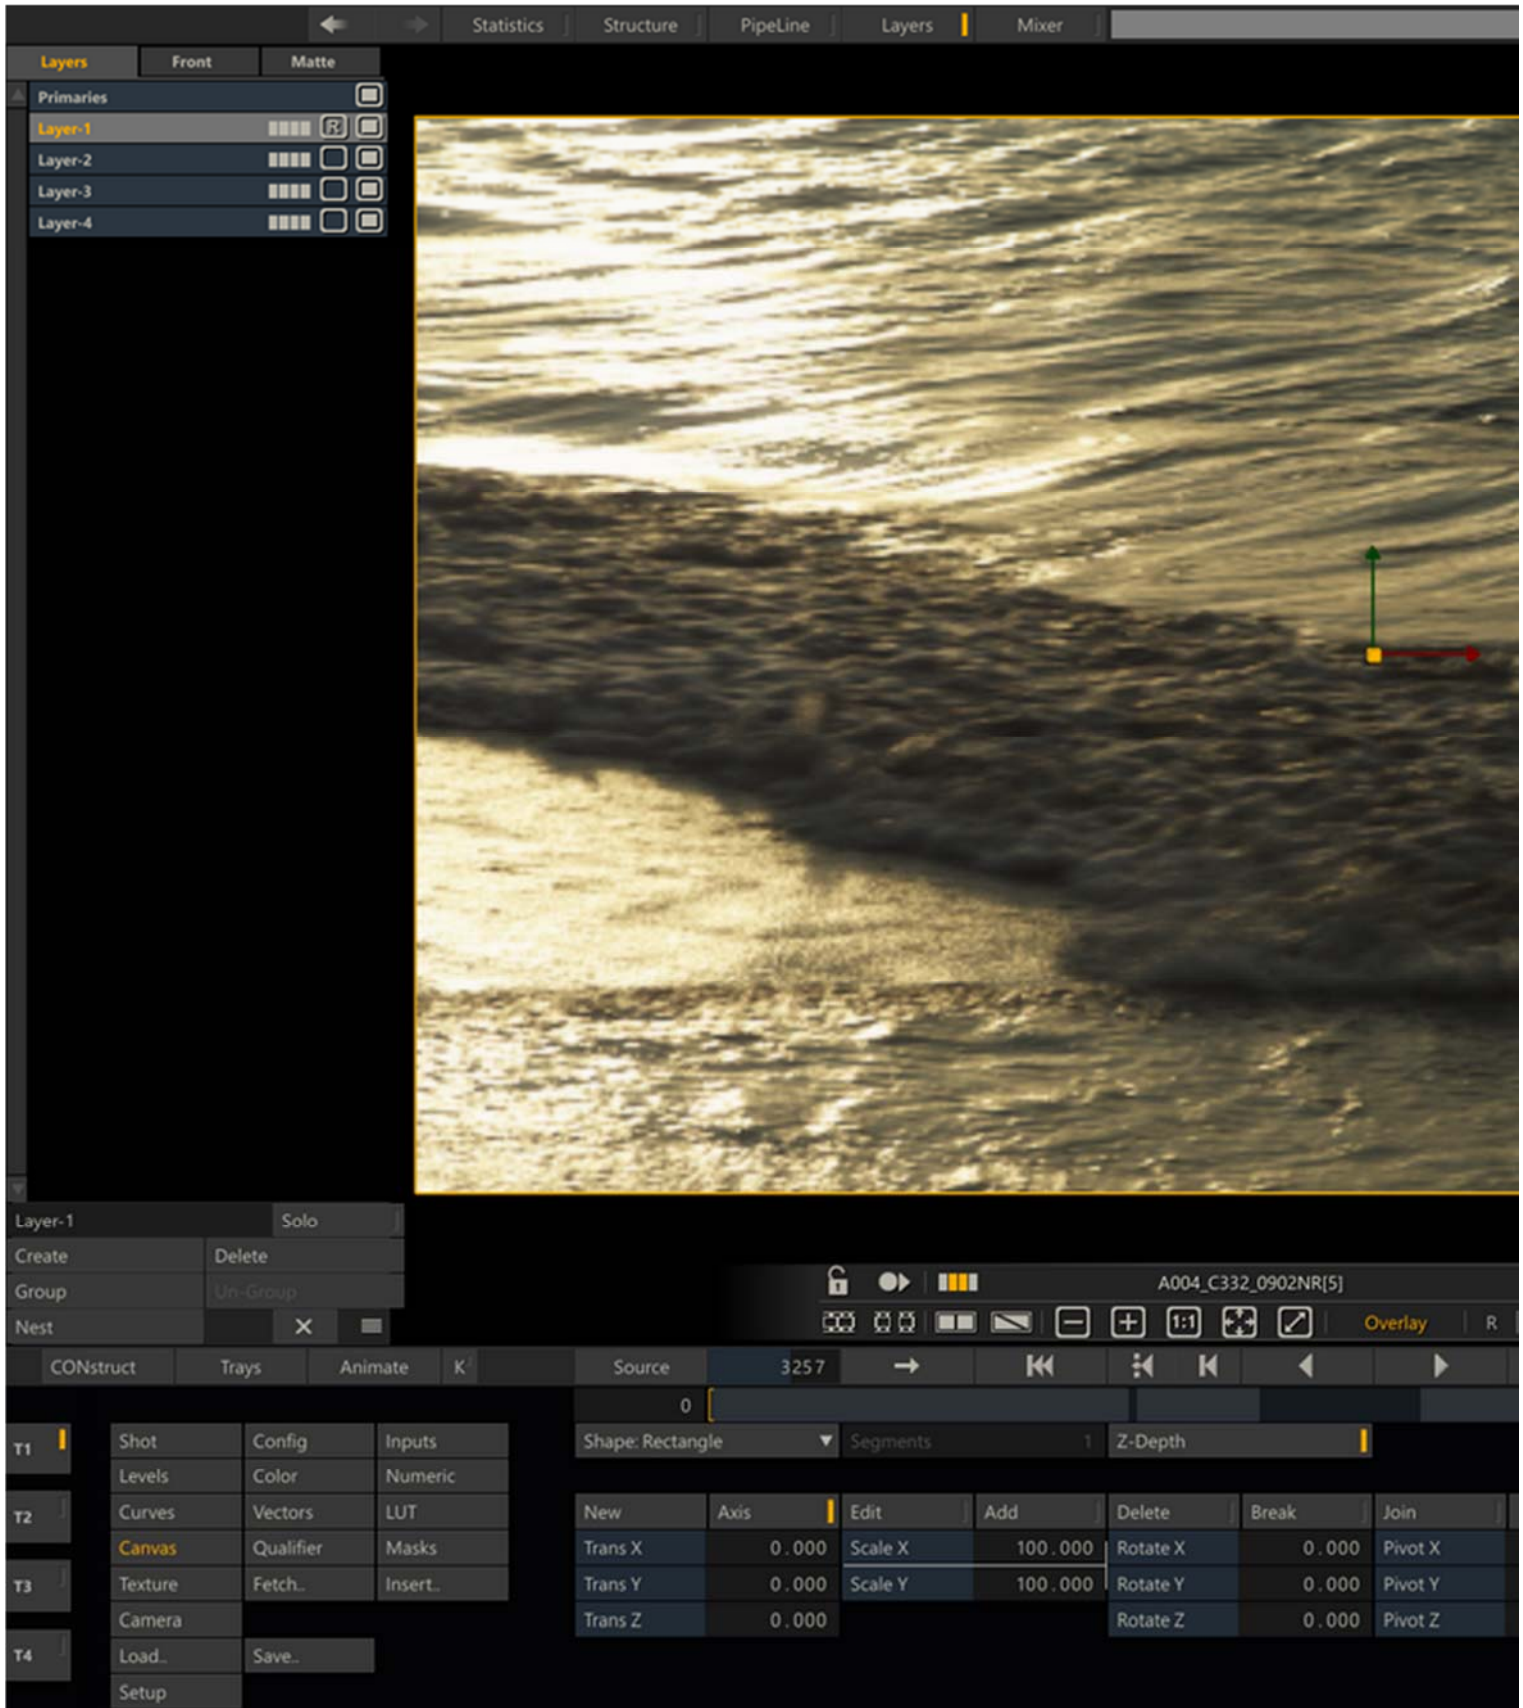 Statistics Structure PipeLine Layers Mixer
Layers Front Matte
Primaries
Layer-1 R
Layer-2
Layer-3
Layer-4
Layer-1 Solo
Create Delete
Group Un-Group
Nest
A004_C332_0902NR[5]
1:1 Overlay R
CONstruct Trays Animate K Source 3257
0
T1 Shot Config Inputs Shape: Rectangle Segments 1 Z-Depth
Levels Color Numeric
T2 Curves Vectors LUT New Axis Edit Add Delete Break Join
Canvas Qualifier Masks Trans X 0.000 Scale X 100.000 Rotate X 0.000 Pivot X
T3 Texture Fetch.. Insert.. Trans Y 0.000 Scale Y 100.000 Rotate Y 0.000 Pivot Y
Camera Trans Z 0.000 Rotate Z 0.000 Pivot Z
T4 Load.. Save..
Setup